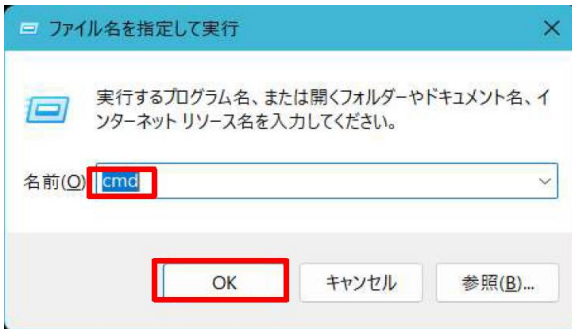 ファイル名を指定して実行
実行するプログラム名、または開くフォルダーやドキュメント名、イ
ンターネット リソース名を入力してください。
名前(O) cmd
OK キャンセル 参照(B)...